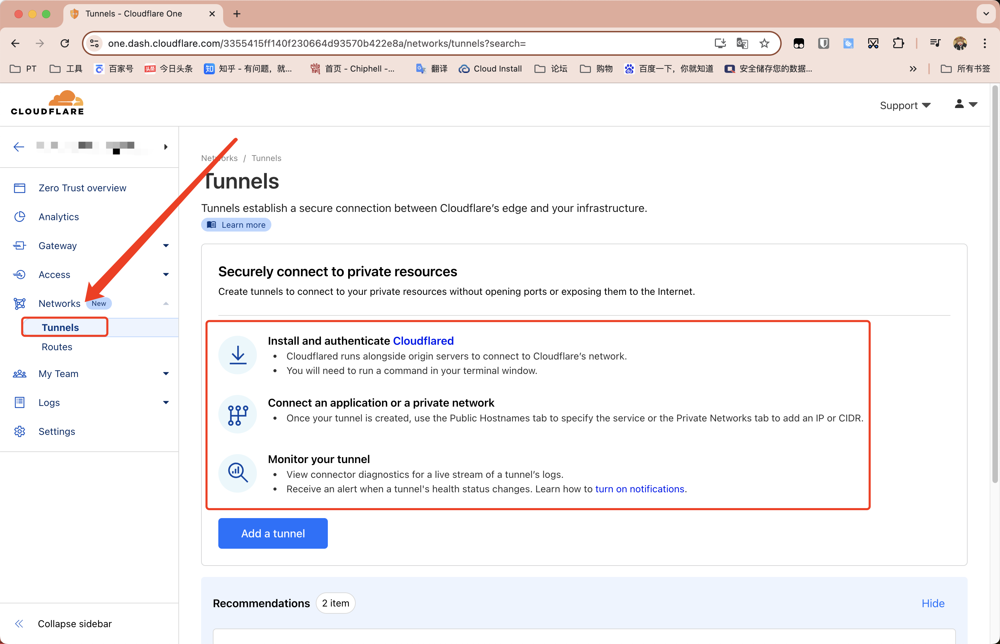 Tunnels - Cloudflare One
one.dash.cloudflare.com/3355415ff140f230664d93570b422e8a/networks/tunnels?search=
PT
工具
百家号
头条 今日头条
知 知乎 - 有问题，就...
首页 - Chiphell -...
翻译
Cloud Install
论坛
购物
百度一下，你就知道
安全储存您的数据...
所有书签
CLOUDFLARE
Support
Networks / Tunnels
Tunnels
Tunnels establish a secure connection between Cloudflare’s edge and your infrastructure.
Learn more
Zero Trust overview
Analytics
Gateway
Access
Networks New
Tunnels
Routes
My Team
Logs
Settings
Collapse sidebar
Securely connect to private resources
Create tunnels to connect to your private resources without opening ports or exposing them to the Internet.
Install and authenticate Cloudflared
• Cloudflared runs alongside origin servers to connect to Cloudflare’s network.
• You will need to run a command in your terminal window.
Connect an application or a private network
• Once your tunnel is created, use the Public Hostnames tab to specify the service or the Private Networks tab to add an IP or CIDR.
Monitor your tunnel
• View connector diagnostics for a live stream of a tunnel’s logs.
• Receive an alert when a tunnel's health status changes. Learn how to turn on notifications.
Add a tunnel
Recommendations 2 item
Hide